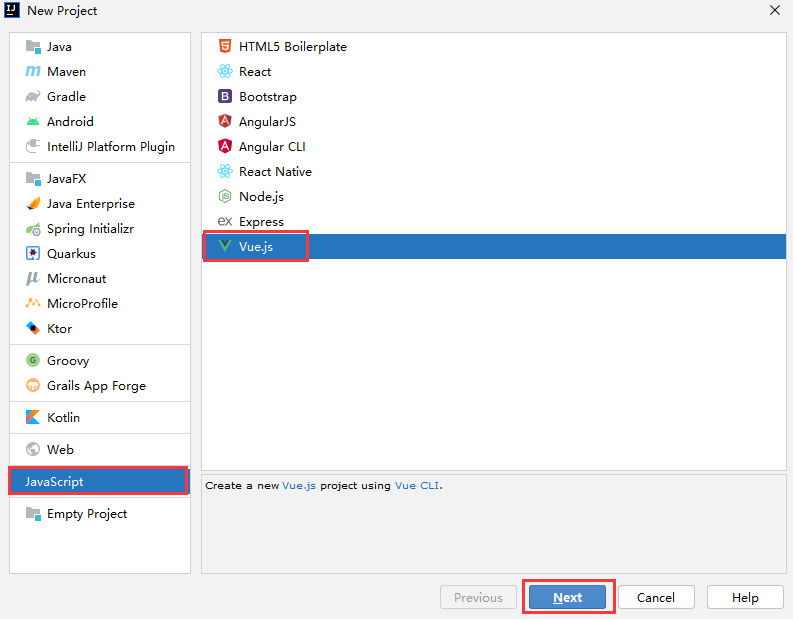 New Project
Java
Maven
Gradle
Android
IntelliJ Platform Plugin
JavaFX
Java Enterprise
Spring Initializr
Quarkus
Micronaut
MicroProfile
Ktor
Groovy
Grails App Forge
Kotlin
Web
JavaScript
Empty Project
HTML5 Boilerplate
React
Bootstrap
AngularJS
Angular CLI
React Native
Node.js
Express
Vue.js
Create a new Vue.js project using Vue CLI.
Previous
Next
Cancel
Help